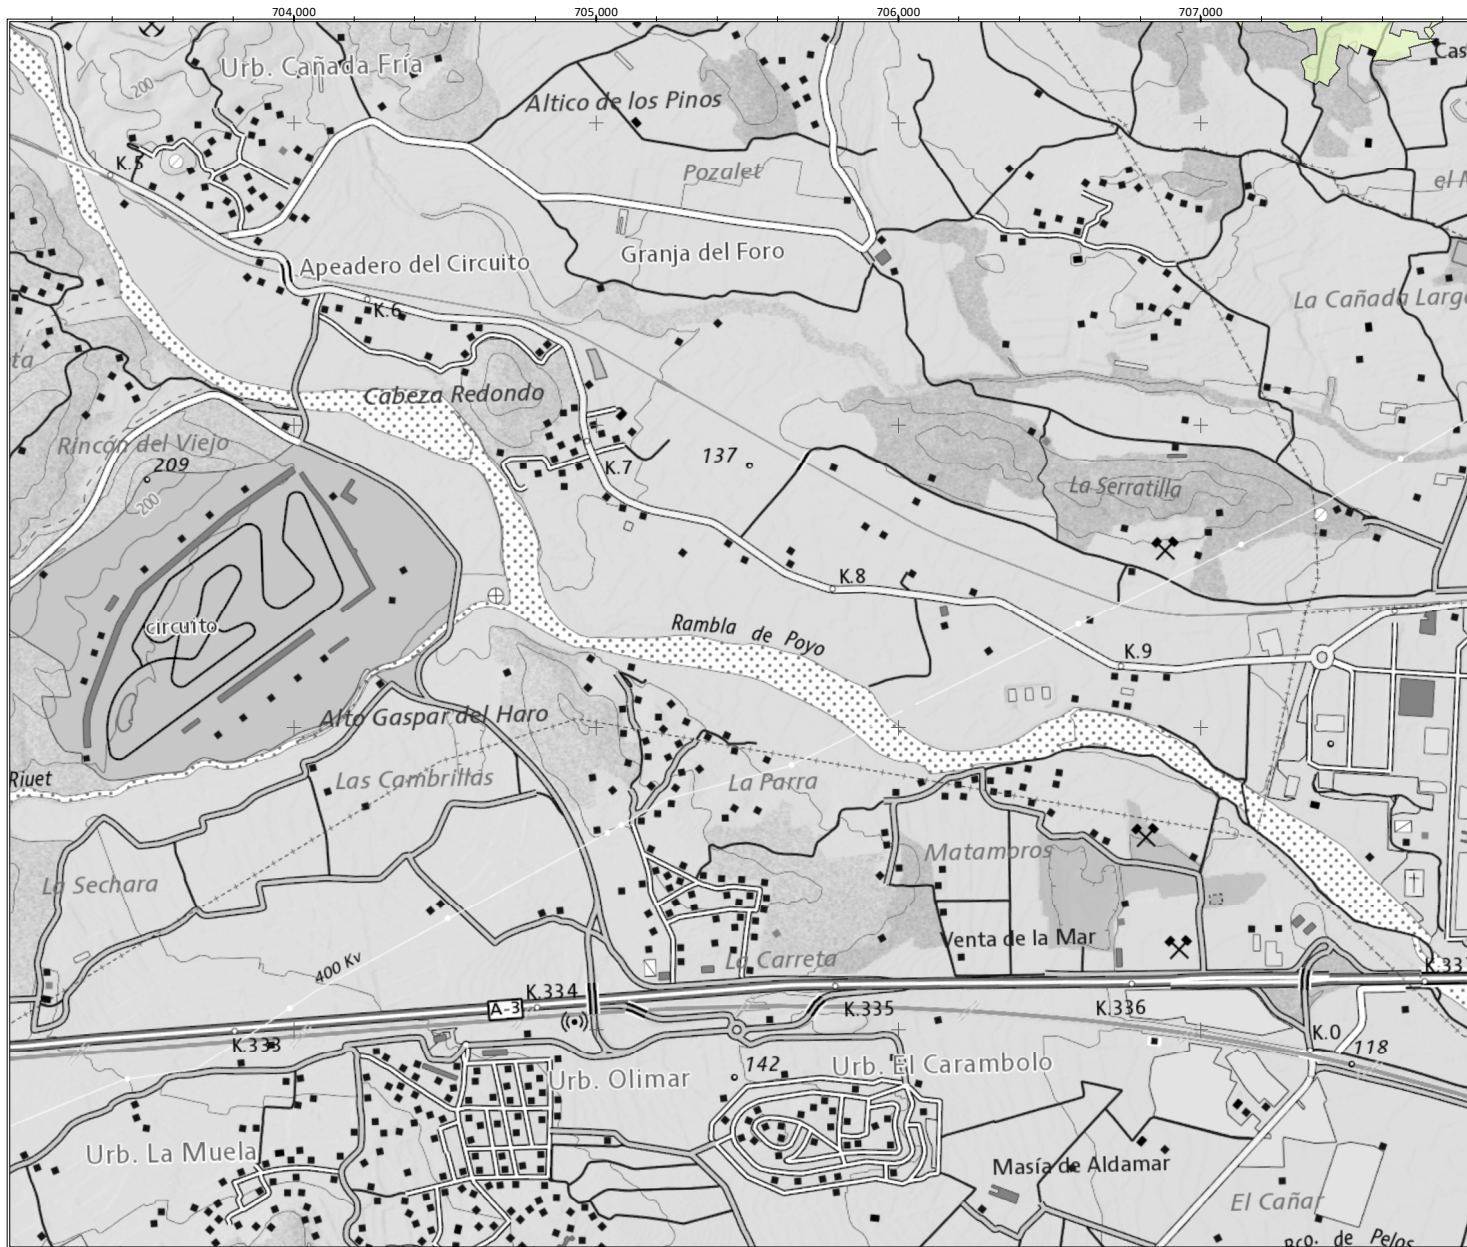 704,000
705,000
706,000
707,000
Urb. Cañada Fría
200
Altico de los Pinos
K.5
Pozalet
Apeadero del Circuito
Granja del Foro
La Cañada Larg
K.6
ta
Cabeza Redondo
Rincón del Viejo
209
200
K.7
137
La Serratilla
circuito
K.8
Rambla de Poyo
K.9
Alto Gaspar del Haro
Riuet
Las Cambrillas
La Parra
Matamoros
La Sechara
Venta de la Mar
La Carreta
400 Kv
K.334
A-3
K.335
K.336
K.333
K.0
118
142
Urb. El Carambolo
Urb. Olimar
Urb. La Muela
Masía de Aldamar
El Cañar
Bco. de Pelos